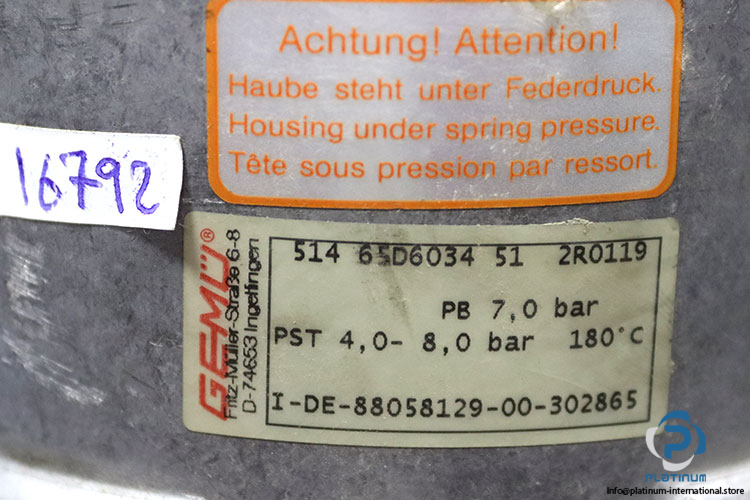 Achtung! Attention!
Haube steht unter Federdruck.
Housing under spring pressure.
Tête sous pression par ressort.
16792
GEMÜ®
Fritz-Müller-Straße 6-8
D-74653 Ingelfingen
514 65D6034 51 2R0119
PB 7,0 bar
PST 4,0- 8,0 bar 180°C
I-DE-88058129-00-302865
PLATINUM
Info@platinum-international.store